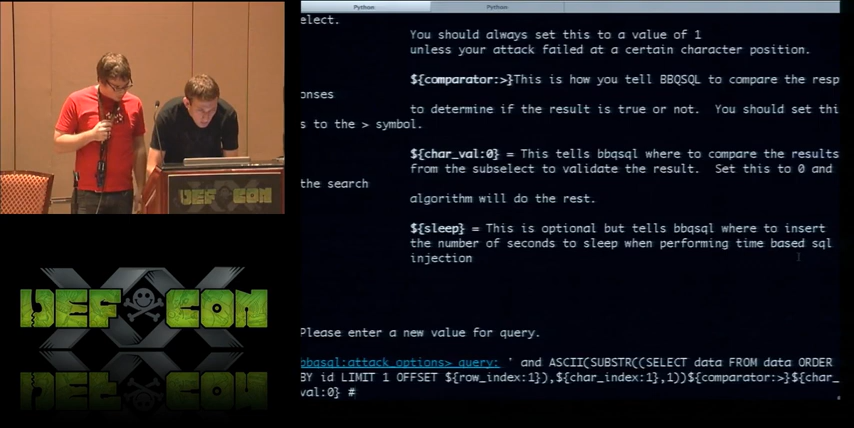 Python
Python
elect.
You should always set this to a value of 1
unless your attack failed at a certain character position.
${comparator:>}This is how you tell BBQSQL to compare the resp
onses
to determine if the result is true or not.  You should set thi
s to the > symbol.
${char_val:0} = This tells bbqsql where to compare the results
from the subselect to validate the result.  Set this to 0 and
the search
algorithm will do the rest.
${sleep} = This is optional but tells bbqsql where to insert
the number of seconds to sleep when performing time based sql
injection
Please enter a new value for query.
bbqsql:attack_options> query: ' and ASCII(SUBSTR((SELECT data FROM data ORDER
BY id LIMIT 1 OFFSET ${row_index:1}),${char_index:1},1))${comparator:>}${char_
val:0} #
DEF CON
DEF CON
XX